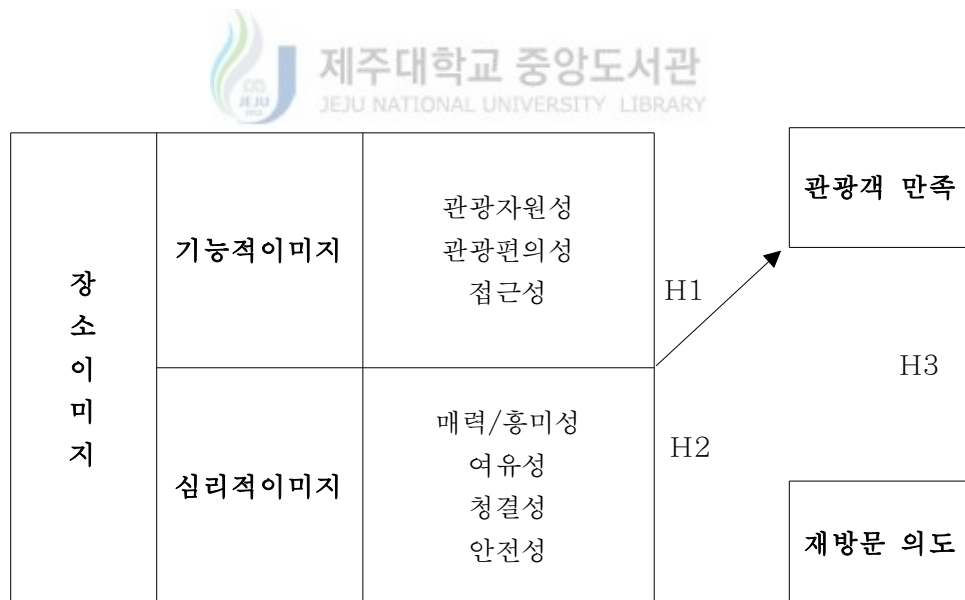 제주대학교 중앙도서관
JEJU NATIONAL UNIVERSITY LIBRARY
JEJU
1952
장소이미지
기능적이미지
관광자원성
관광편의성
접근성
심리적이미지
매력/흥미성
여유성
청결성
안전성
H1
H2
관광객 만족
H3
재방문 의도